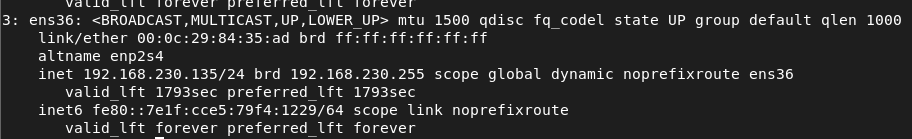 valid_lft forever preferred_lft forever
3: ens36: <BROADCAST,MULTICAST,UP,LOWER_UP> mtu 1500 qdisc fq_codel state UP group default qlen 1000
link/ether 00:0c:29:84:35:ad brd ff:ff:ff:ff:ff:ff
altname enp2s4
inet 192.168.230.135/24 brd 192.168.230.255 scope global dynamic noprefixroute ens36
valid_lft 1793sec preferred_lft 1793sec
inet6 fe80::7e1f:cce5:79f4:1229/64 scope link noprefixroute
valid_lft forever preferred_lft forever